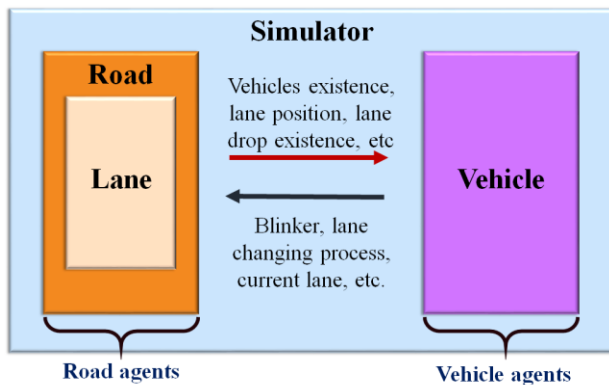 Simulator
Road
Lane
Vehicles existence,
lane position, lane
drop existence, etc
Blinker, lane
changing process,
current lane, etc.
Vehicle
Road agents
Vehicle agents